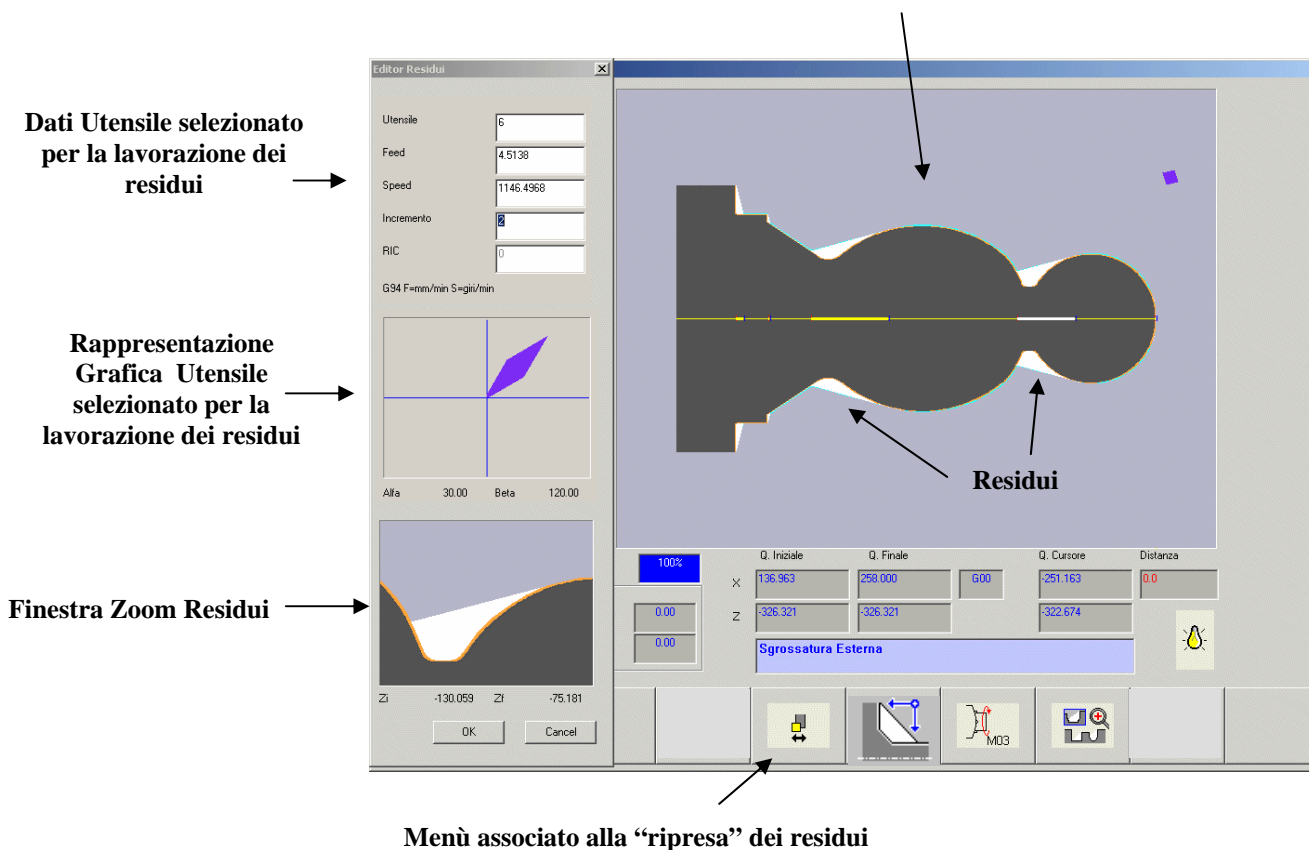 Editor Residui
Dati Utensile selezionato
per la lavorazione dei
residui
Utensile 6
Feed 4.5138
Speed 1146.4968
Incremento 2
RIC 0
G94 F=mm/min S=giri/min
Rappresentazione
Grafica Utensile
selezionato per la
lavorazione dei residui
Alfa 30.00 Beta 120.00
Residui
Finestra Zoom Residui
Zi -130.059 Zf -75.181
OK Cancel
100%
0.00
0.00
Q. Iniziale Q. Finale Q. Cursore Distanza
X 136.963 258.000 G00 -251.163 0.0
Z -326.321 -326.321 -322.674
Sgrossatura Esterna
M03
Menù associato alla “ripresa” dei residui